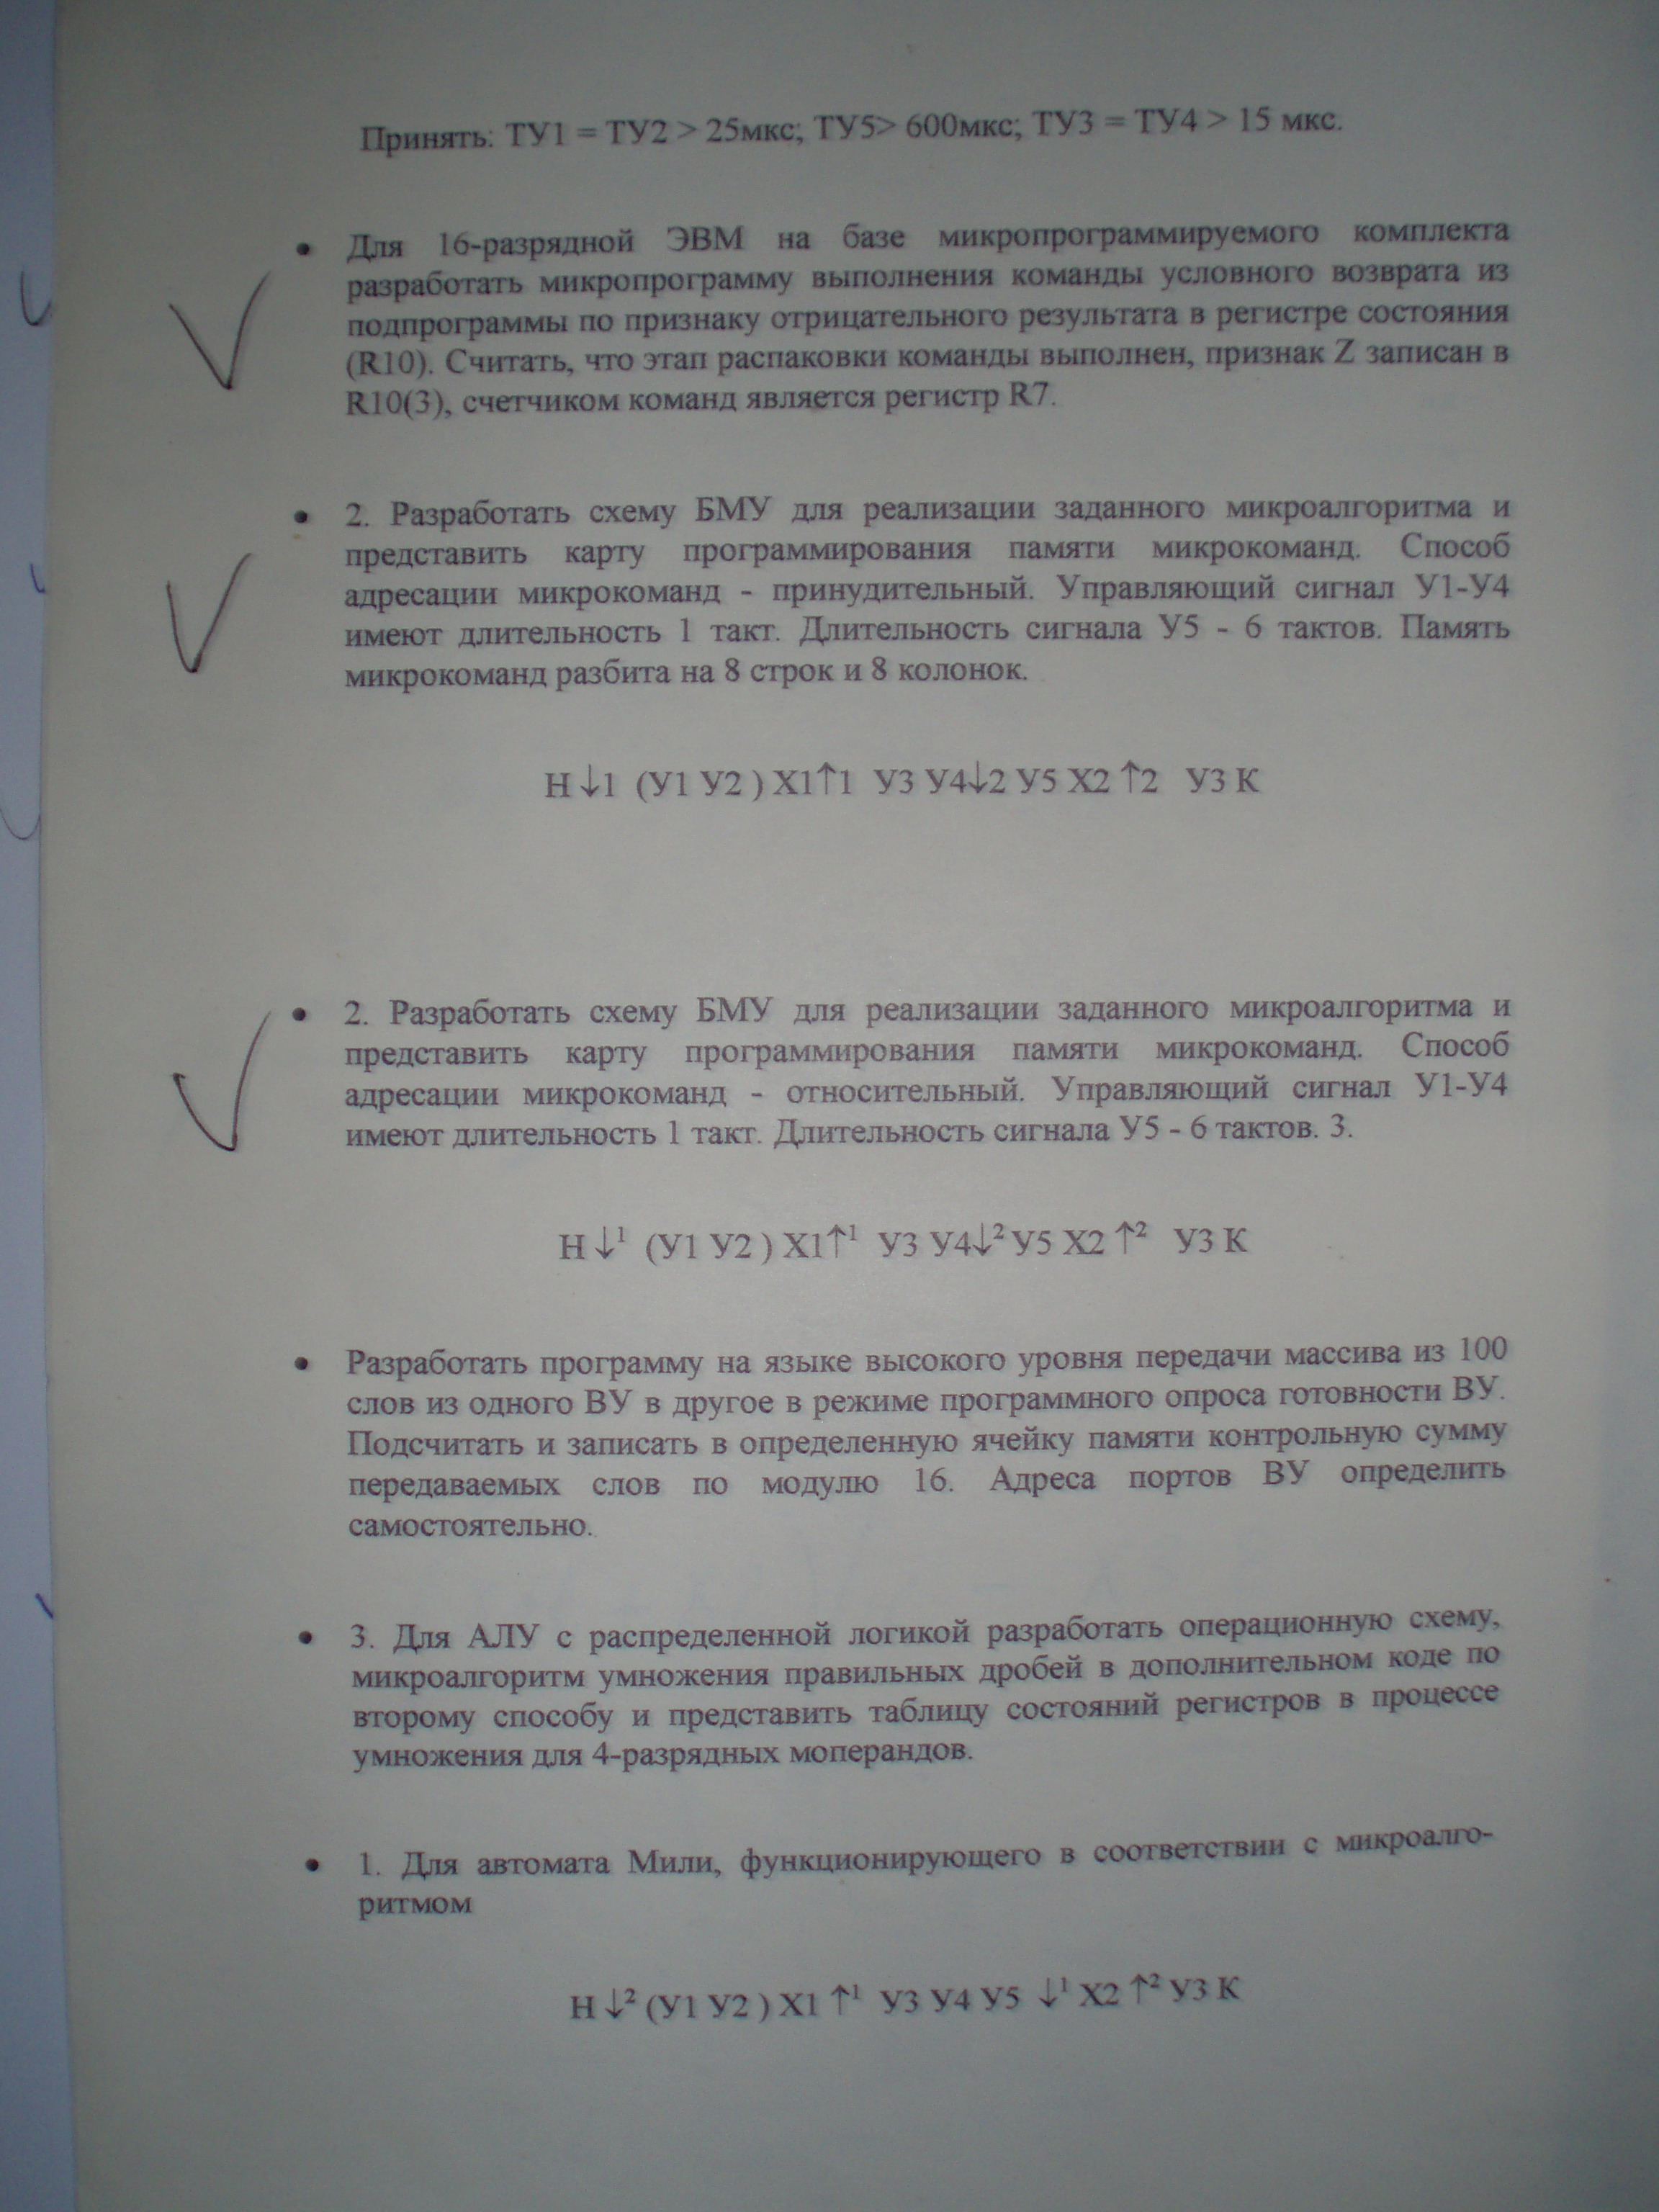 Принять: ТУ1 = ТУ2 > 25мкс; ТУ5> 600мкс; ТУ3 = ТУ4 > 15 мкс.
• Для 16-разрядной ЭВМ на базе микропрограммируемого комплекта
разработать микропрограмму выполнения команды условного возврата из
подпрограммы по признаку отрицательного результата в регистре состояния
(R10). Считать, что этап распаковки команды выполнен, признак Z записан в
R10(3), счетчиком команд является регистр R7.
• 2. Разработать схему БМУ для реализации заданного микроалгоритма и
представить карту программирования памяти микрокоманд. Способ
адресации микрокоманд - принудительный. Управляющий сигнал У1-У4
имеют длительность 1 такт. Длительность сигнала У5 - 6 тактов. Память
микрокоманд разбита на 8 строк и 8 колонок.
Н ↓1 (У1 У2 ) Х1↑1 У3 У4↓2 У5 Х2 ↑2 У3 К
• 2. Разработать схему БМУ для реализации заданного микроалгоритма и
представить карту программирования памяти микрокоманд. Способ
адресации микрокоманд - относительный. Управляющий сигнал У1-У4
имеют длительность 1 такт. Длительность сигнала У5 - 6 тактов. 3.
Н ↓¹ (У1 У2 ) Х1↑¹ У3 У4↓² У5 Х2 ↑² У3 К
• Разработать программу на языке высокого уровня передачи массива из 100
слов из одного ВУ в другое в режиме программного опроса готовности ВУ.
Подсчитать и записать в определенную ячейку памяти контрольную сумму
передаваемых слов по модулю 16. Адреса портов ВУ определить
самостоятельно.
• 3. Для АЛУ с распределенной логикой разработать операционную схему,
микроалгоритм умножения правильных дробей в дополнительном коде по
второму способу и представить таблицу состояний регистров в процессе
умножения для 4-разрядных моперандов.
• 1. Для автомата Мили, функционирующего в соответствии с микроалго-
ритмом
Н ↓² (У1 У2 ) Х1 ↑¹ У3 У4 У5 ↓¹ Х2 ↑² У3 К